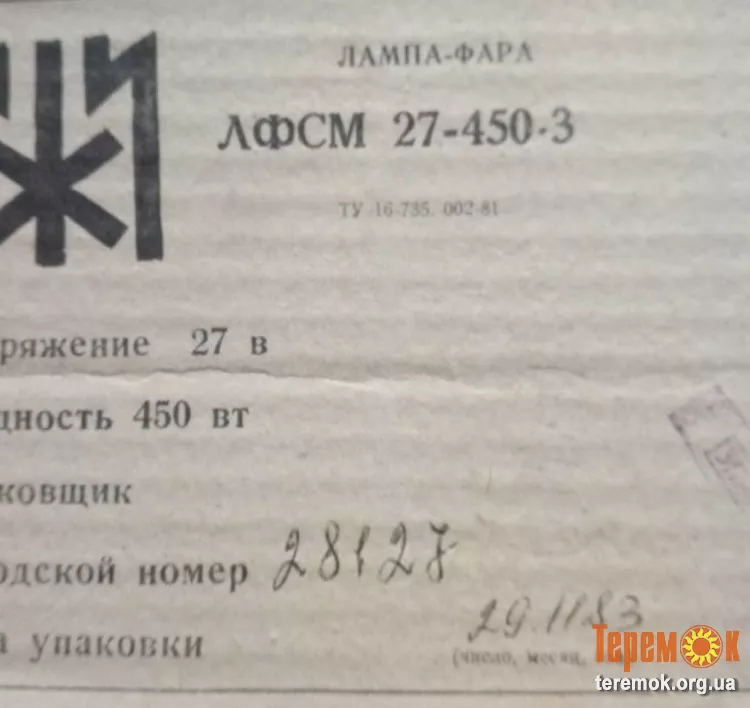 ЛАМПА-ФАРА
ЛФСМ 27-450-3
ТУ 16-735. 002-81
ряжение 27 в
ность 450 вт
ковщик
одской номер 28127
а упаковки 29.11.83
(число, месяц,
Теремок
teremok.org.ua